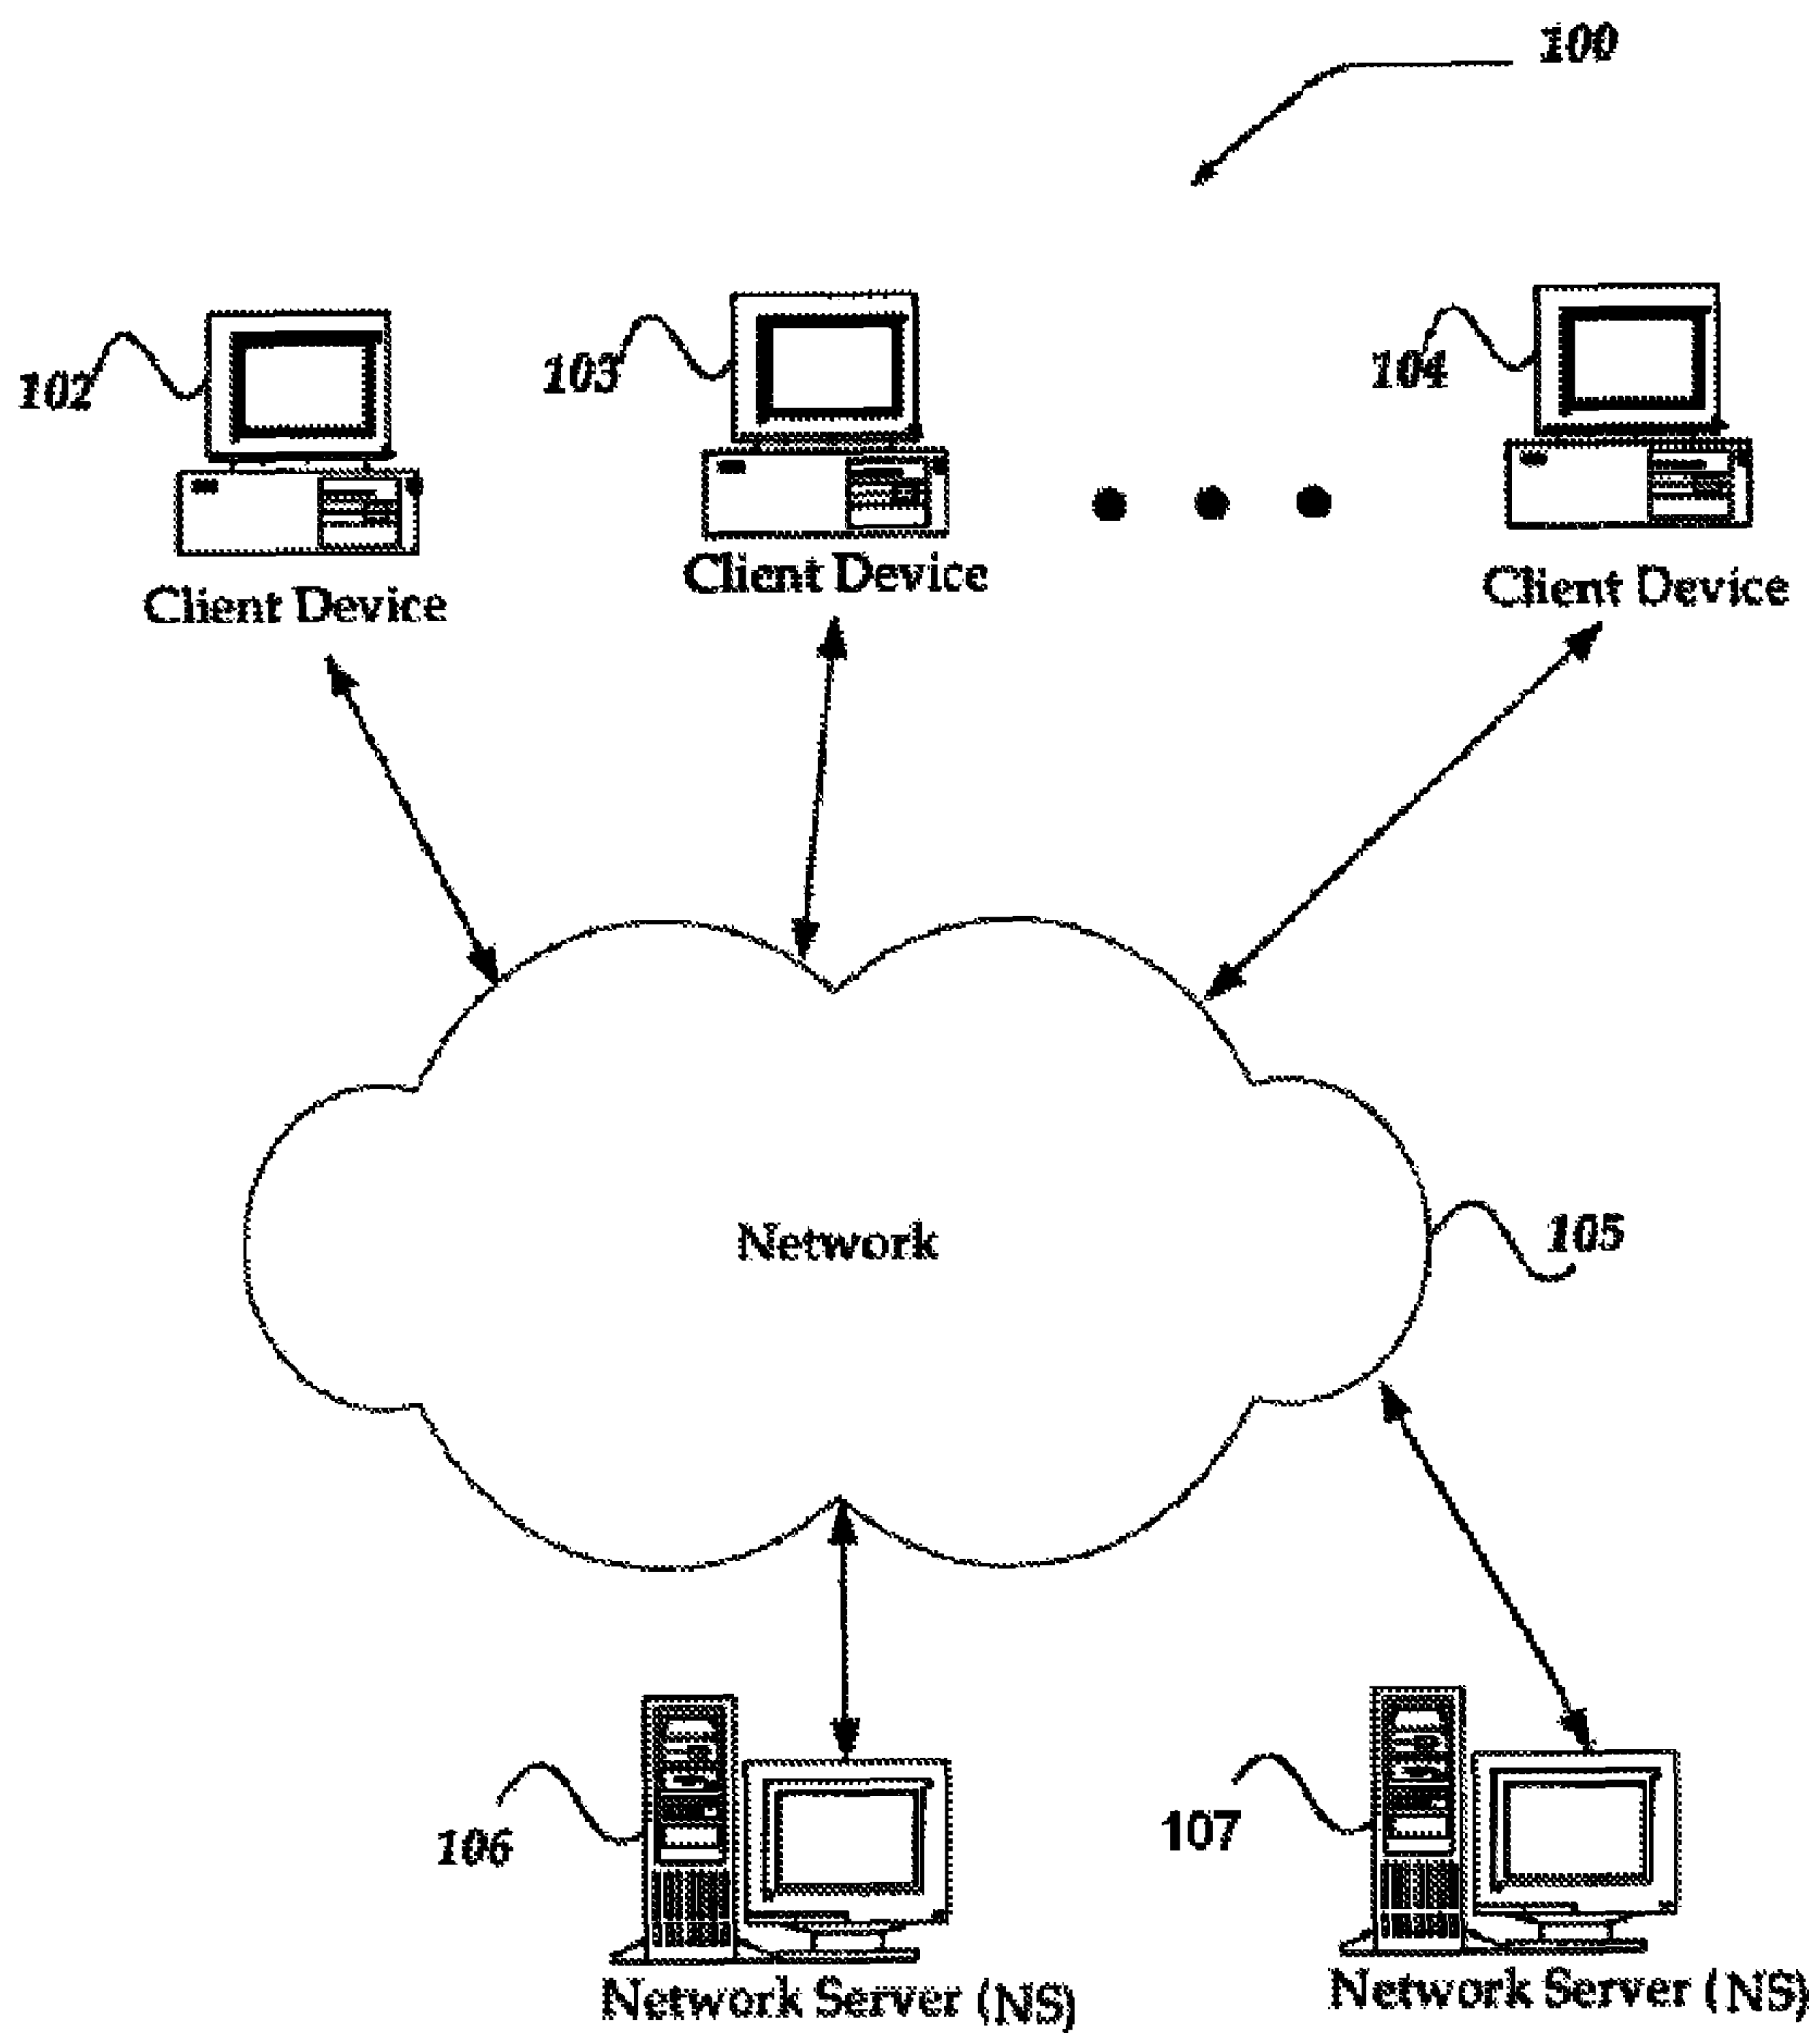 100
102
103
104
Client Device
Client Device
Client Device
Network
105
106
107
Network Server (NS)
Network Server (NS)